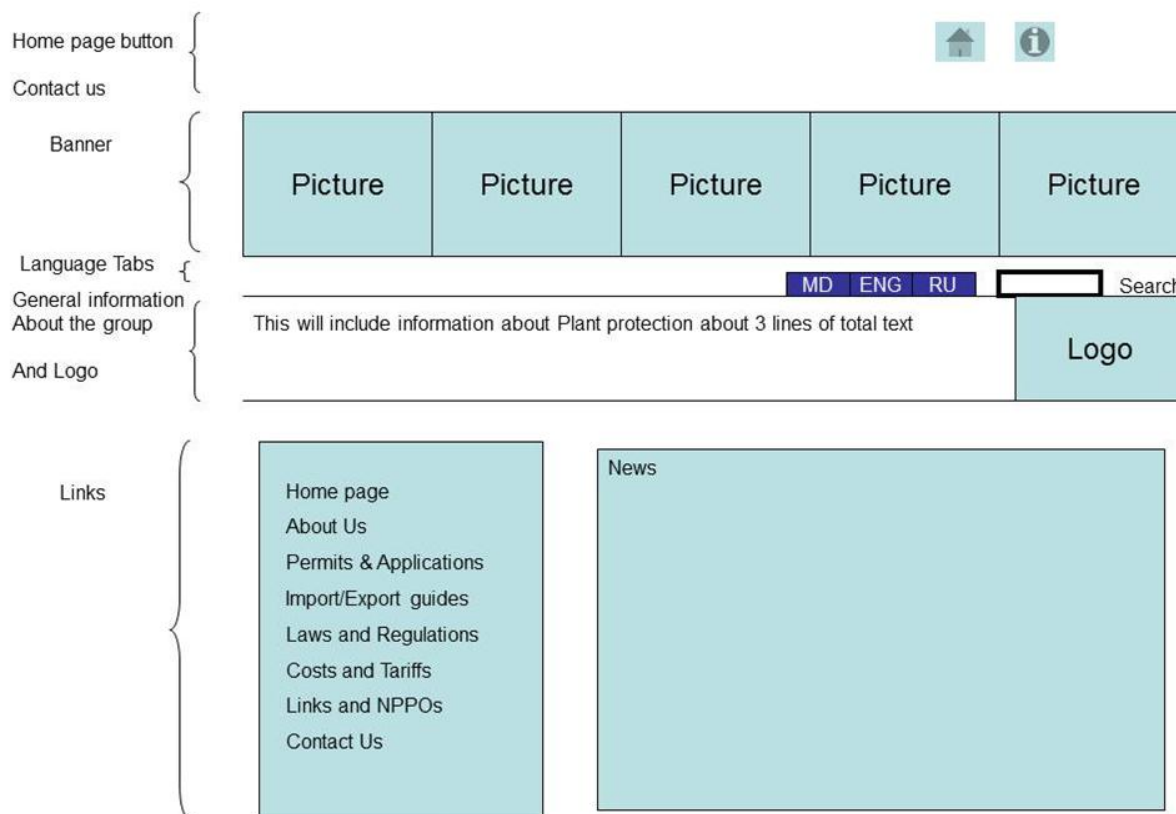 Home page button
Contact us
Banner
Picture Picture Picture Picture Picture
Language Tabs
MD ENG RU
Search
General information
About the group
And Logo
This will include information about Plant protection about 3 lines of total text
Logo
Links
Home page
About Us
Permits & Applications
Import/Export guides
Laws and Regulations
Costs and Tariffs
Links and NPPOs
Contact Us
News